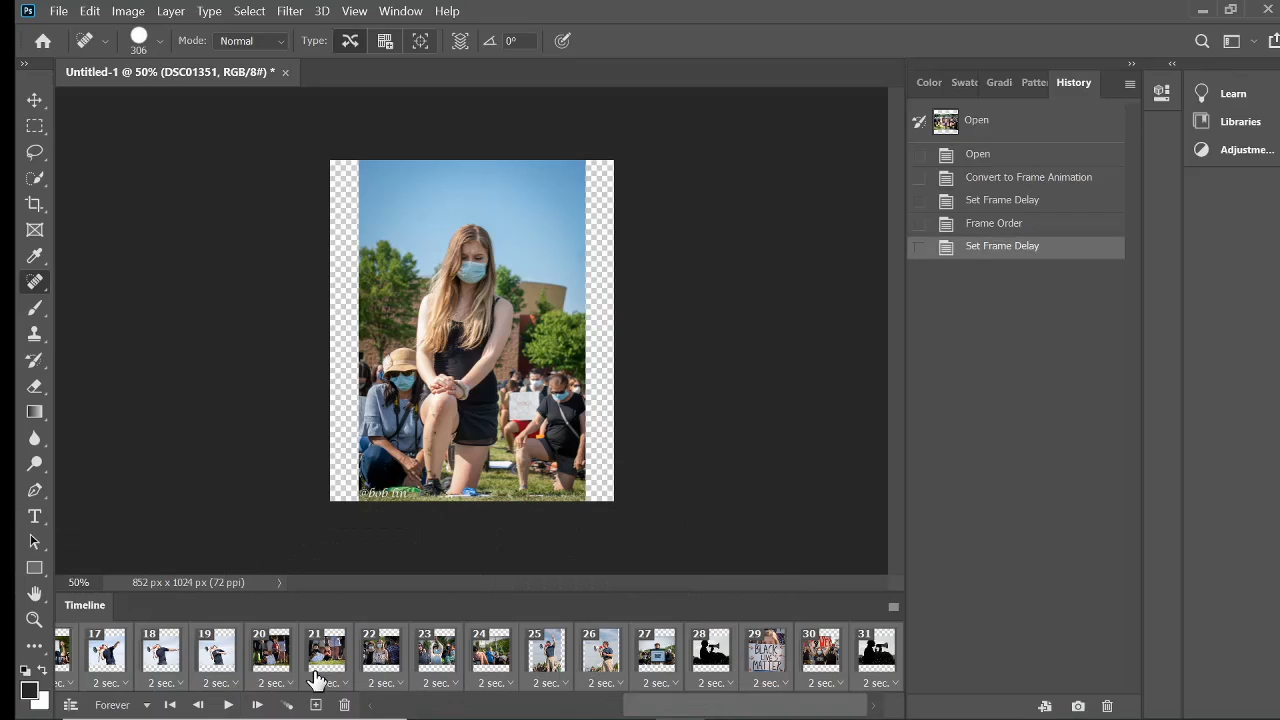 Ps File Edit Image Layer Type Select Filter 3D View Window Help
306 Mode: Normal Type: 0°
Untitled-1 @ 50% (DSC01351, RGB/8#) * ×
Color Swatc Gradi Patte History
Open
Open
Convert to Frame Animation
Set Frame Delay
Frame Order
Set Frame Delay
Learn
Libraries
Adjustme...
@bob lin
50% 852 px x 1024 px (72 ppi)
Timeline
17 18 19 20 21 22 23 24 25 26 27 28 29 30 31
BLACK
LIVES
MATTER
2 sec. 2 sec. 2 sec. 2 sec. 2 sec. 2 sec. 2 sec. 2 sec. 2 sec. 2 sec. 2 sec. 2 sec. 2 sec. 2 sec. 2 sec.
Forever